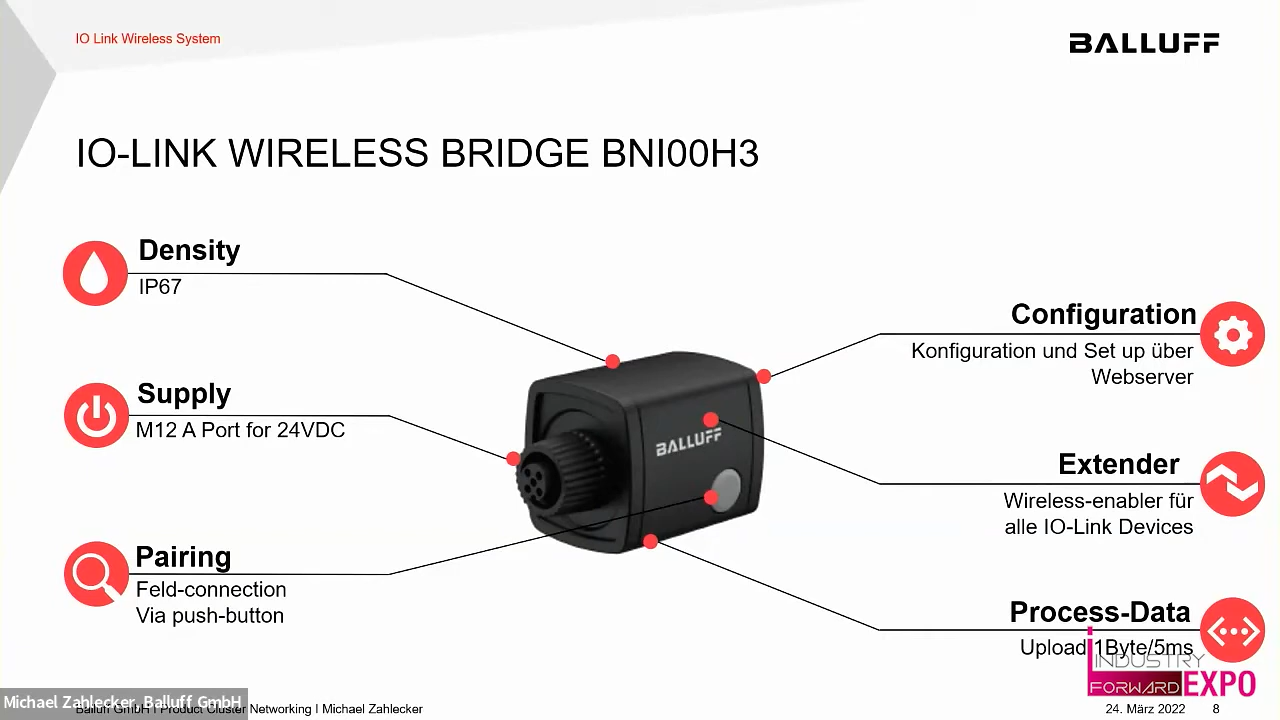 IO Link Wireless System
BALLUFF
IO-LINK WIRELESS BRIDGE BNI00H3
Density
IP67
Supply
M12 A Port for 24VDC
Pairing
Feld-connection
Via push-button
BALLUFF
Configuration
Konfiguration und Set up über
Webserver
Extender
Wireless-enabler für
alle IO-Link Devices
Process-Data
Upload 1Byte/5ms
INDUSTRY
FORWARD EXPO
Michael Zahlecker, Balluff GmbH
Balluff GmbH I Product Cluster Networking I Michael Zahlecker
24. März 2022
8